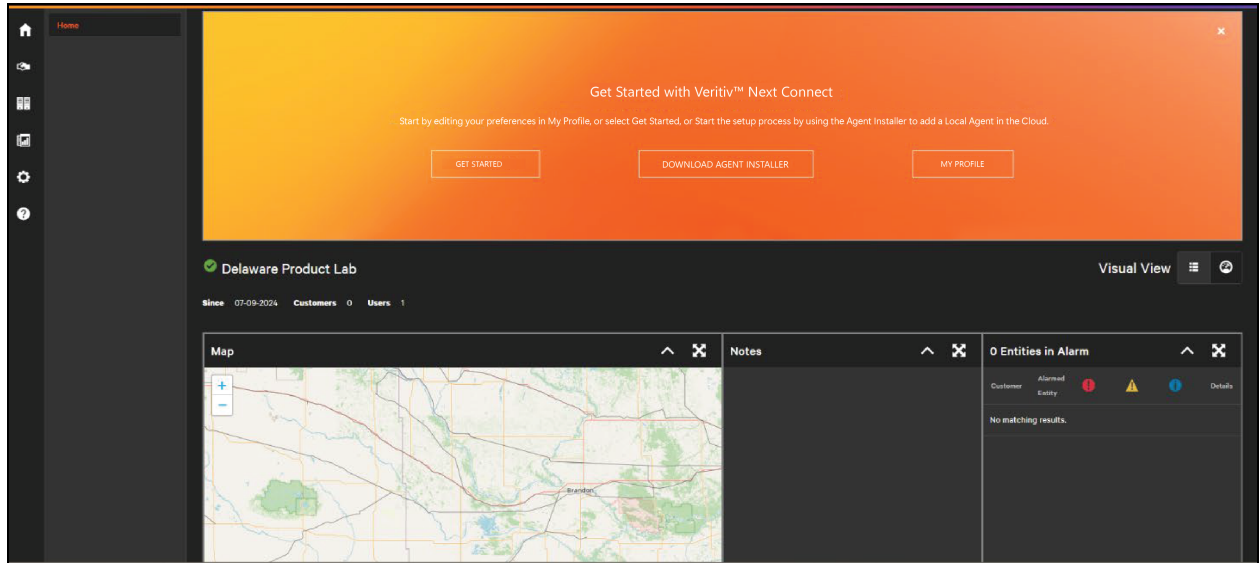 Home
Get Started with Veritiv™ Next Connect
Start by editing your preferences in My Profile, or select Get Started, or Start the setup process by using the Agent Installer to add a Local Agent in the Cloud.
GET STARTED
DOWNLOAD AGENT INSTALLER
MY PROFILE
Delaware Product Lab
Visual View
Since 07-09-2024 Customers 0 Users 1
Map
Notes
0 Entities in Alarm
Customer
Alarmed
Entity
Details
No matching results.
Brandon